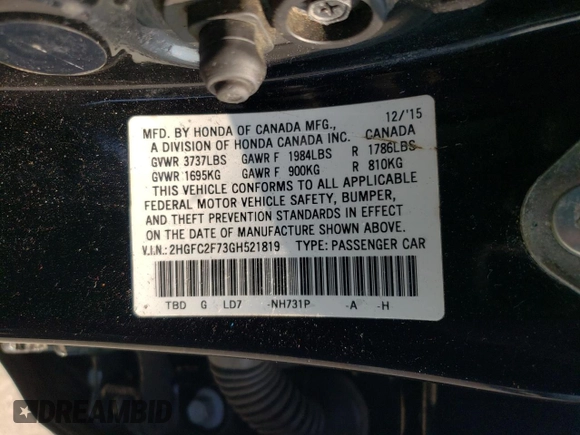 12/'15
MFD. BY HONDA OF CANADA MFG.,
A DIVISION OF HONDA CANADA INC. CANADA
GVWR 3737LBS GAWR F 1984LBS R 1786LBS
GVWR 1695KG GAWR F 900KG R 810KG
THIS VEHICLE CONFORMS TO ALL APPLICABLE
FEDERAL MOTOR VEHICLE SAFETY, BUMPER,
AND THEFT PREVENTION STANDARDS IN EFFECT
ON THE DATE OF MANUFACTURE SHOWN ABOVE.
V.I.N.:2HGFC2F73GH521819 TYPE: PASSENGER CAR
TBD G LD7 -NH731P -A -H
DREAMBID